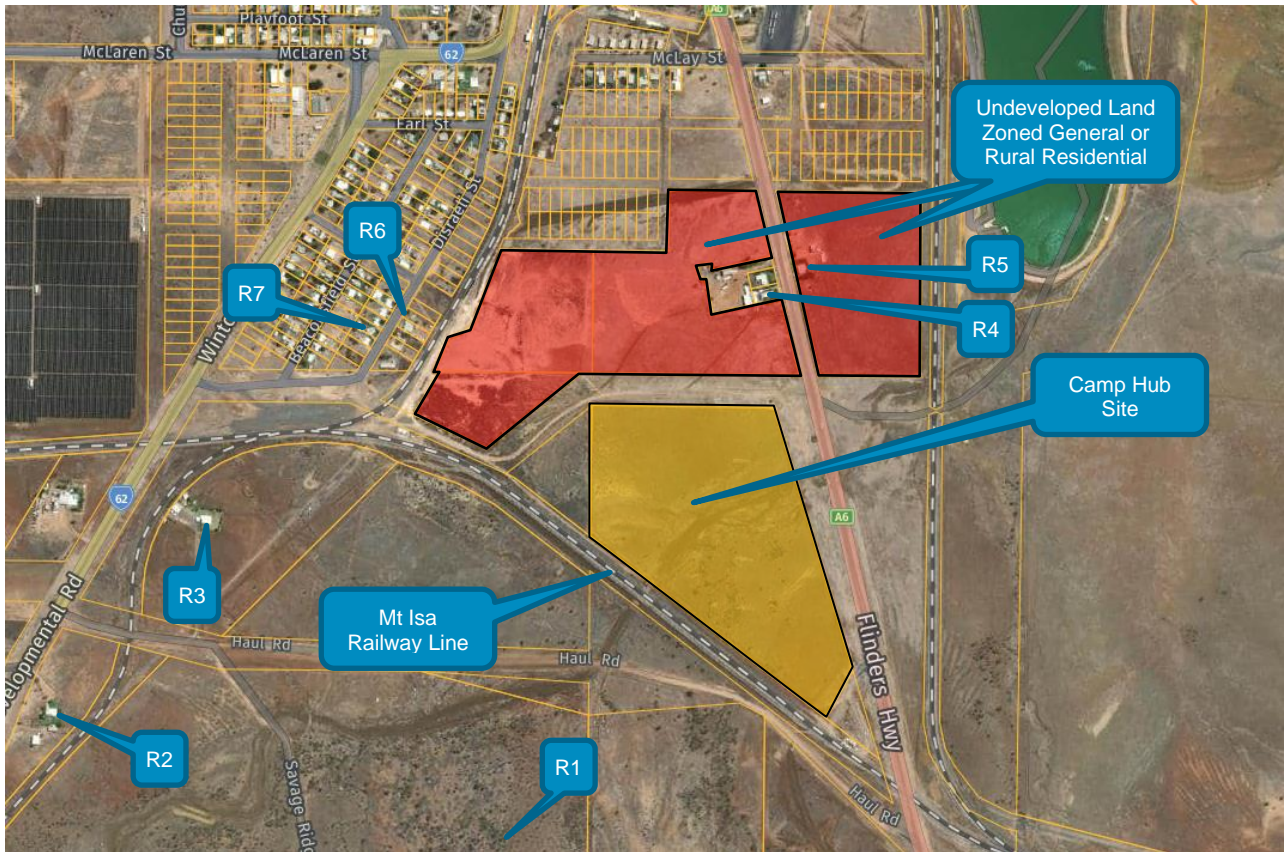 Playfoot St
McLaren St
McLaren St
62
A6
McLay St
Earl St
Disraeli St
Undeveloped Land
Zoned General or
Rural Residential
R6
R7
R5
R4
Camp Hub
Site
62
A6
R3
Mt Isa
Railway Line
Haul Rd
Haul Rd
Flinders Hwy
R2
R1
Haul Rd